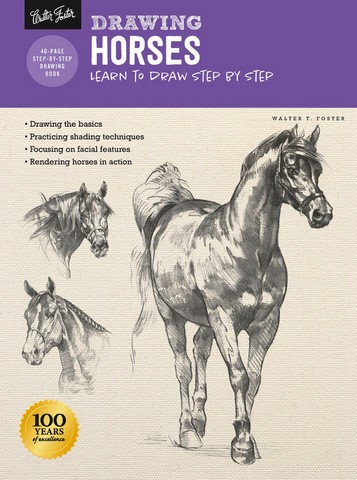 Walter Foster
DRAWING
HORSES
LEARN TO DRAW STEP BY STEP
40-PAGE
STEP-BY-STEP
DRAWING
BOOK
WALTER T. FOSTER
• Drawing the basics
• Practicing shading techniques
• Focusing on facial features
• Rendering horses in action
100
YEARS
of excellence